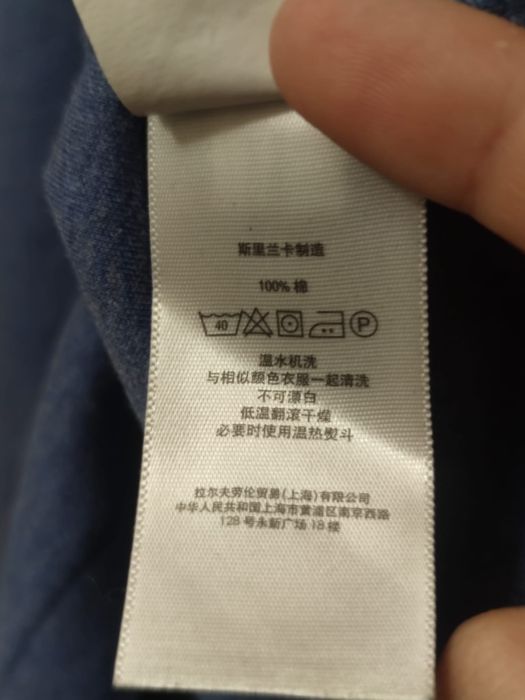 斯里兰卡制造
100% 棉
40 P
温水机洗
与相似颜色衣服一起清洗
不可漂白
低温翻滚干燥
必要时使用温热熨斗
拉尔夫劳伦贸易(上海)有限公司
中华人民共和国上海市黄浦区南京西路
128 号永新广场 18 楼